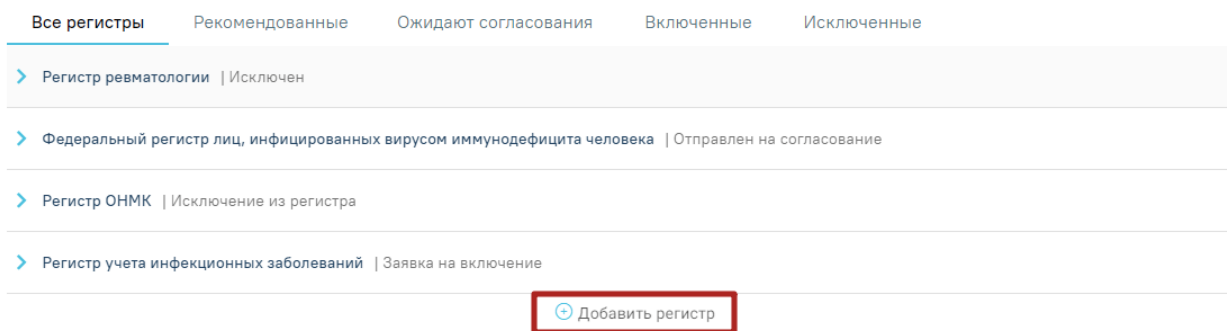 Все регистры Рекомендованные Ожидают согласования Включенные Исключенные
Регистр ревматологии | Исключен
Федеральный регистр лиц, инфицированных вирусом иммунодефицита человека | Отправлен на согласование
Регистр ОНМК | Исключение из регистра
Регистр учета инфекционных заболеваний | Заявка на включение
Добавить регистр